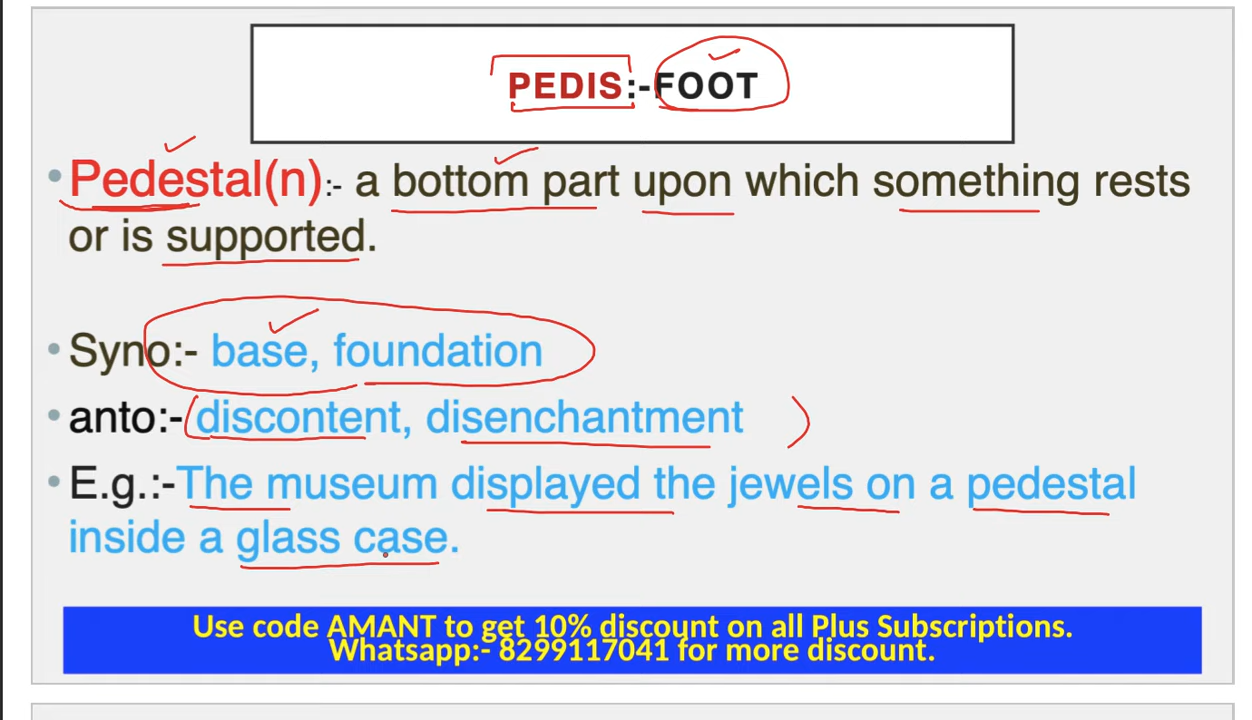 PEDIS:-FOOT
• Pedestal(n):- a bottom part upon which something rests
or is supported.
• Syno:- base, foundation
• anto:- discontent, disenchantment
• E.g.:-The museum displayed the jewels on a pedestal
inside a glass case.
Use code AMANT to get 10% discount on all Plus Subscriptions.
Whatsapp:- 8299117041 for more discount.